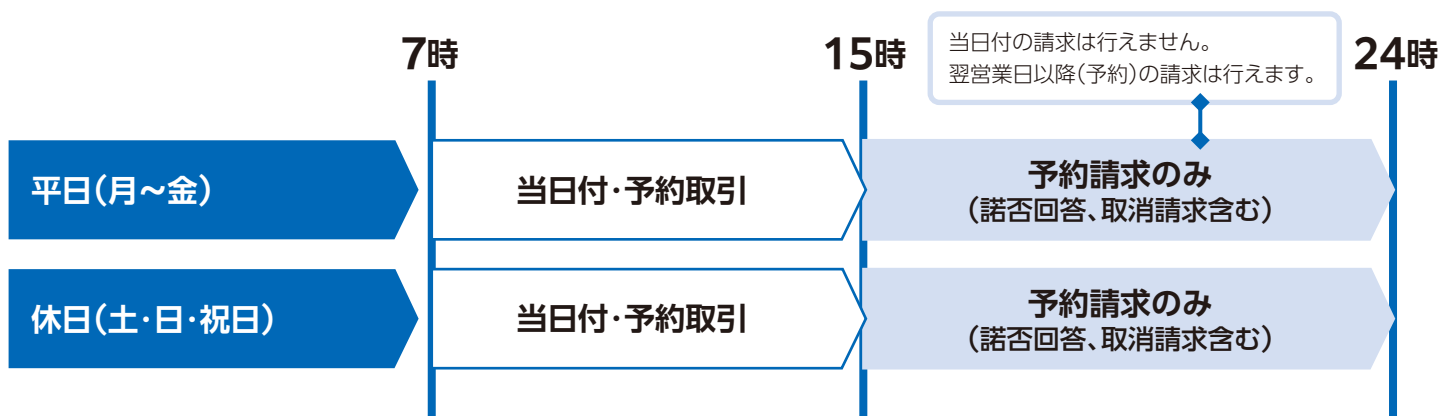 7時
15時
当日付の請求は行えません。
翌営業日以降(予約)の請求は行えます。
24時
平日(月～金)
当日付・予約取引
予約請求のみ
(諾否回答、取消請求含む)
休日(土・日・祝日)
当日付・予約取引
予約請求のみ
(諾否回答、取消請求含む)